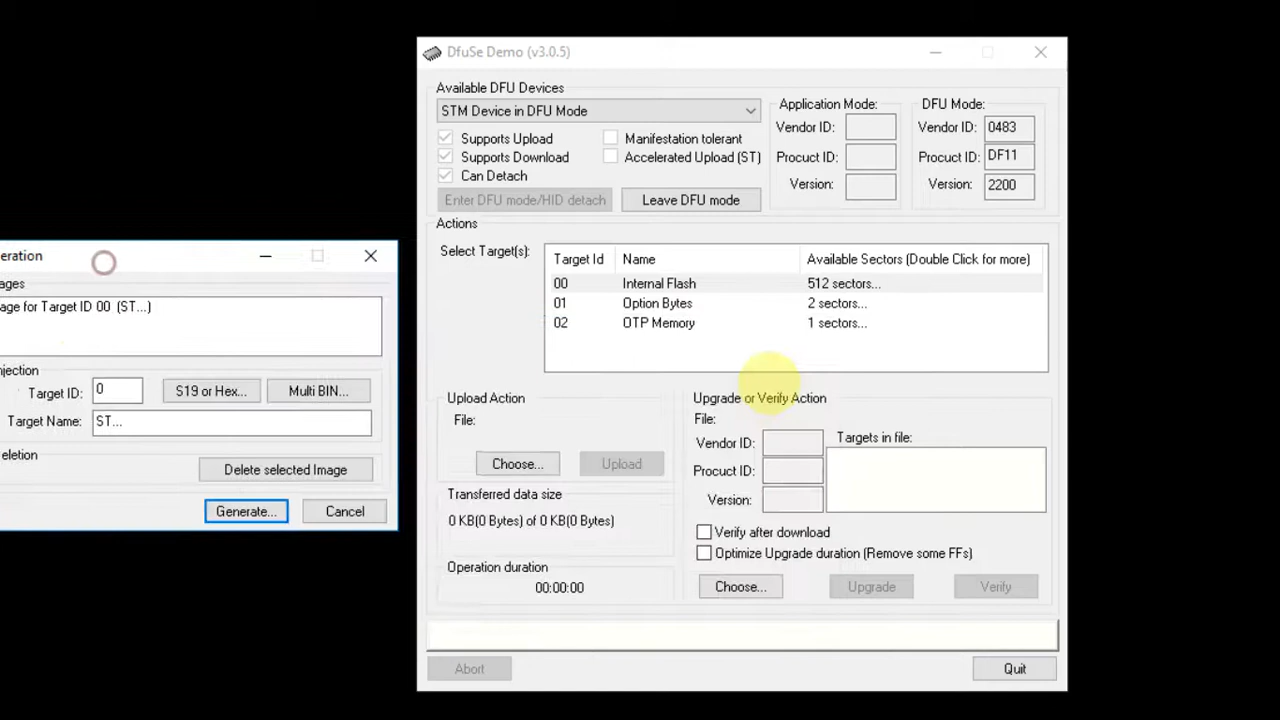 eration
ages
age for Target ID 00 (ST...)
njection
Target ID: 0 S19 or Hex... Multi BIN...
Target Name: ST...
eletion
Delete selected Image
Generate... Cancel
DfuSe Demo (v3.0.5)
Available DFU Devices
STM Device in DFU Mode
Supports Upload Manifestation tolerant
Supports Download Accelerated Upload (ST)
Can Detach
Enter DFU mode/HID detach Leave DFU mode
Application Mode:
Vendor ID:
Procuct ID:
Version:
DFU Mode:
Vendor ID: 0483
Procuct ID: DF11
Version: 2200
Actions
Select Target(s):
Target Id Name Available Sectors (Double Click for more)
00 Internal Flash 512 sectors...
01 Option Bytes 2 sectors...
02 OTP Memory 1 sectors...
Upload Action
File:
Choose... Upload
Transferred data size
0 KB(0 Bytes) of 0 KB(0 Bytes)
Operation duration
00:00:00
Upgrade or Verify Action
File:
Vendor ID:
Procuct ID:
Version:
Targets in file:
Verify after download
Optimize Upgrade duration (Remove some FFs)
Choose... Upgrade Verify
Abort Quit